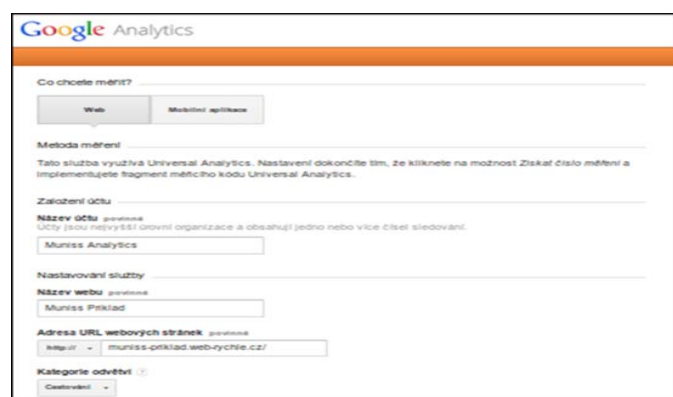 Google Analytics
Co chcete měřit?
Web Mobilní aplikace
Metoda měření
Tato služba využívá Universal Analytics. Nastavení dokončíte tím, že kliknete na možnost Získat číslo měření a
implementujete fragment měřicího kódu Universal Analytics.
Založení účtu
Název účtu povinné
Účty jsou nejvyšší úrovní organizace a obsahují jedno nebo více čísel sledování.
Muniss Analytics
Nastavování služby
Název webu povinné
Muniss Priklad
Adresa URL webových stránek povinné
http:// muniss-priklad.web-rychle.cz/
Kategorie odvětví ?
Cestování